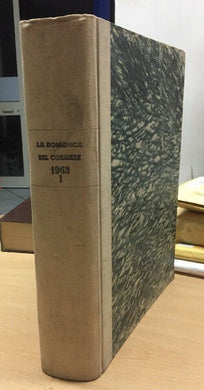 LA DOMENICA
DEL CORRIERE
1963
I